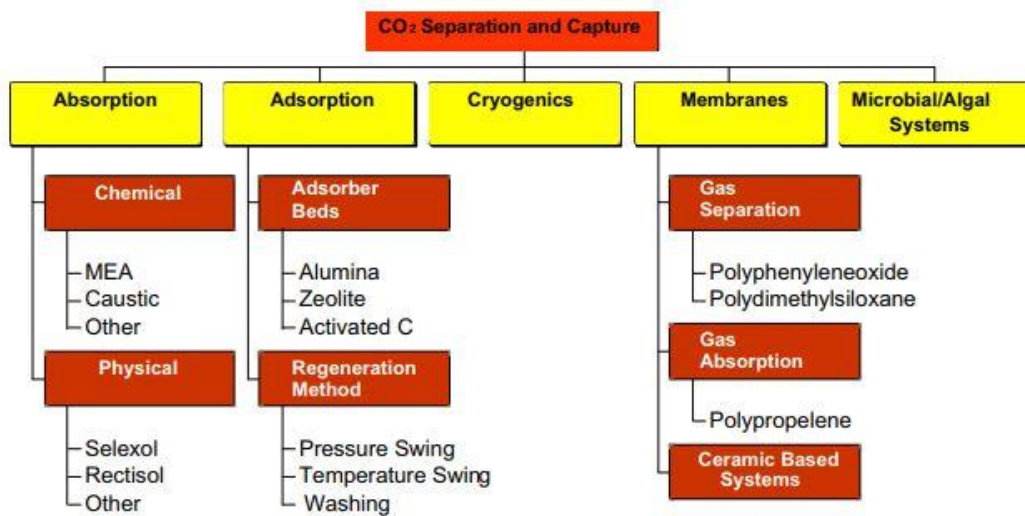 CO₂ Separation and Capture
Absorption
Adsorption
Cryogenics
Membranes
Microbial/Algal
Systems
Chemical
MEA
Caustic
Other
Physical
Selexol
Rectisol
Other
Adsorber
Beds
Alumina
Zeolite
Activated C
Regeneration
Method
Pressure Swing
Temperature Swing
Washing
Gas
Separation
Polyphenyleneoxide
Polydimethylsiloxane
Gas
Absorption
Polypropelene
Ceramic Based
Systems